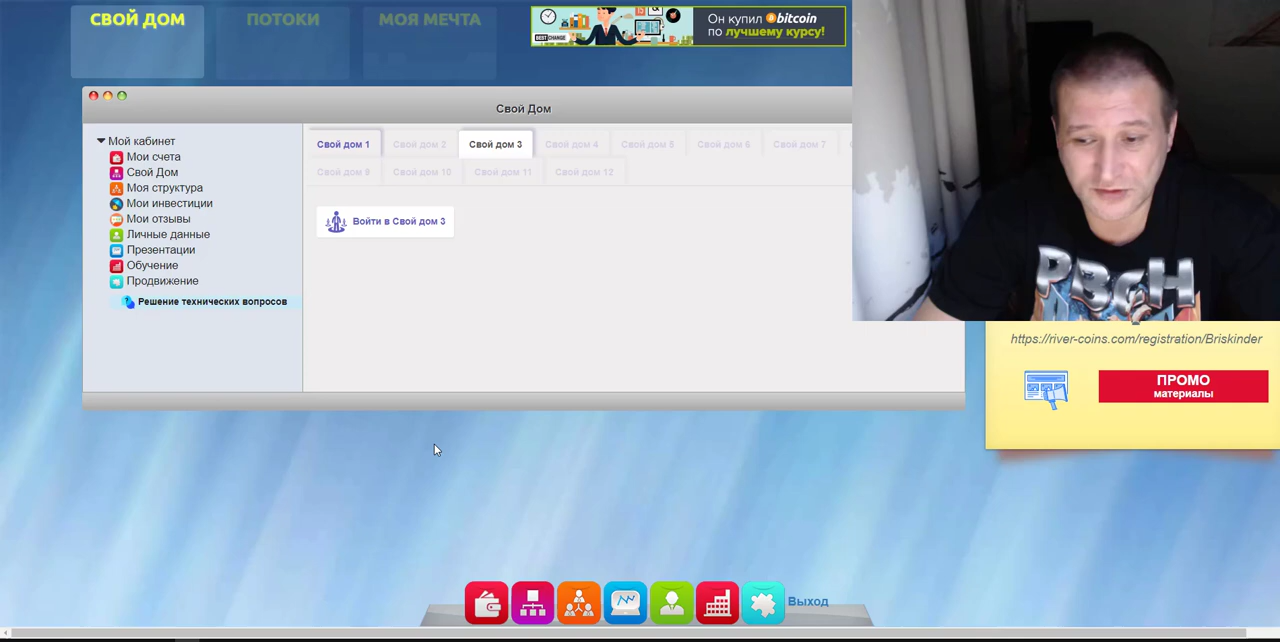 СВОЙ ДОМ
ПОТОКИ
МОЯ МЕЧТА
BESTCHANGE
Он купил bitcoin
по лучшему курсу!
Свой Дом
Мой кабинет
Мои счета
Свой Дом
Моя структура
Мои инвестиции
Мои отзывы
Личные данные
Презентации
Обучение
Продвижение
Решение технических вопросов
Свой дом 1
Свой дом 2
Свой дом 3
Свой дом 4
Свой дом 5
Свой дом 6
Свой дом 7
Свой дом 9
Свой дом 10
Свой дом 11
Свой дом 12
Войти в Свой дом 3
https://river-coins.com/registration/Briskinder
ПРОМО
материалы
Выход